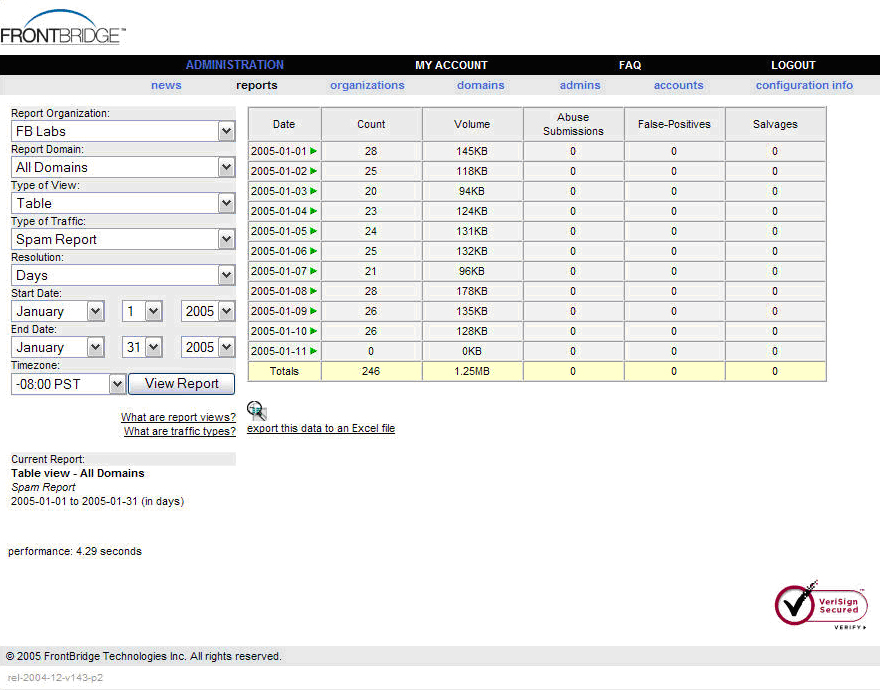 FRONTBRIDGE™
ADMINISTRATION MY ACCOUNT FAQ LOGOUT
news reports organizations domains admins accounts configuration info
Report Organization:
FB Labs
Report Domain:
All Domains
Type of View:
Table
Type of Traffic:
Spam Report
Resolution:
Days
Start Date:
January 1 2005
End Date:
January 31 2005
Timezone:
-08:00 PST View Report
What are report views?
What are traffic types?
Current Report:
Table view - All Domains
Spam Report
2005-01-01 to 2005-01-31 (in days)
performance: 4.29 seconds
Date Count Volume Abuse Submissions False-Positives Salvages
2005-01-01 28 145KB 0 0 0
2005-01-02 25 118KB 0 0 0
2005-01-03 20 94KB 0 0 0
2005-01-04 23 124KB 0 0 0
2005-01-05 24 131KB 0 0 0
2005-01-06 25 132KB 0 0 0
2005-01-07 21 96KB 0 0 0
2005-01-08 28 178KB 0 0 0
2005-01-09 26 135KB 0 0 0
2005-01-10 26 128KB 0 0 0
2005-01-11 0 0KB 0 0 0
Totals 246 1.25MB 0 0 0
export this data to an Excel file
VeriSign
Secured
VERIFY
© 2005 FrontBridge Technologies Inc. All rights reserved.
rel-2004-12-v143-p2